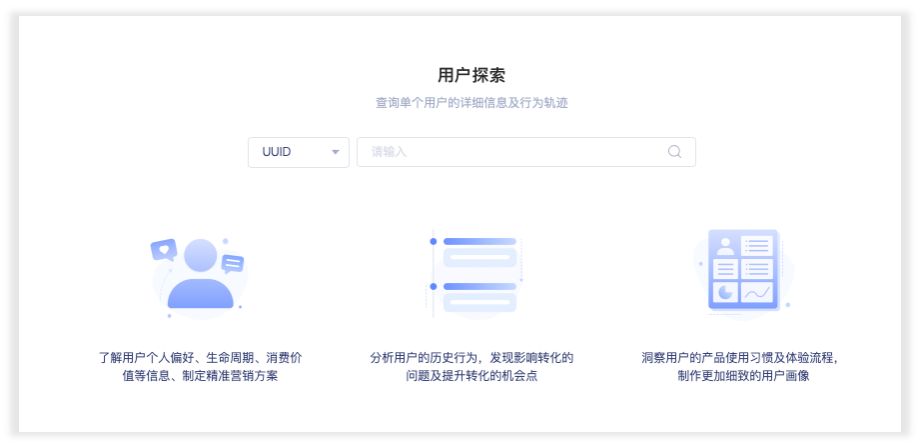 用户探索
查询单个用户的详细信息及行为轨迹
UUID
请输入
了解用户个人偏好、生命周期、消费价
值等信息、制定精准营销方案
分析用户的历史行为，发现影响转化的
问题及提升转化的机会点
洞察用户的产品使用习惯及体验流程，
制作更加细致的用户画像